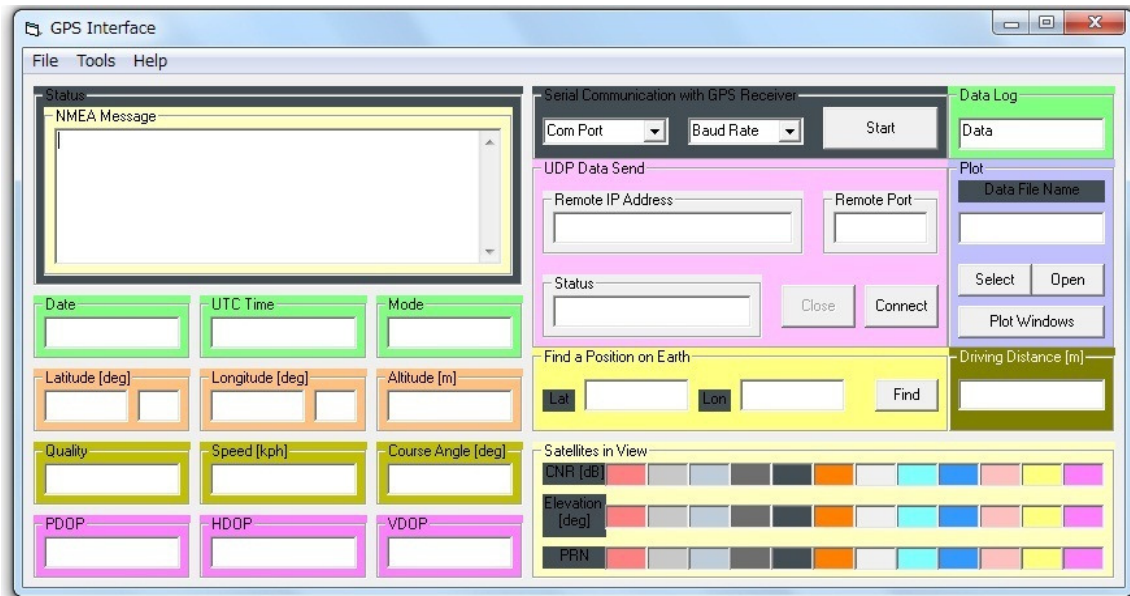 GPS Interface
File Tools Help
Status
NMEA Message
Serial Communication with GPS Receiver
Com Port
Baud Rate
Start
Data Log
Data
UDP Data Send
Remote IP Address
Remote Port
Status
Close
Connect
Plot
Data File Name
Select
Open
Plot Windows
Date
UTC Time
Mode
Find a Position on Earth
Lat
Lon
Find
Driving Distance [m]
Latitude [deg]
Longitude [deg]
Altitude [m]
Quality
Speed [kph]
Course Angle [deg]
Satellites in View
CNR [dB]
Elevation
[deg]
PRN
PDOP
HDOP
VDOP